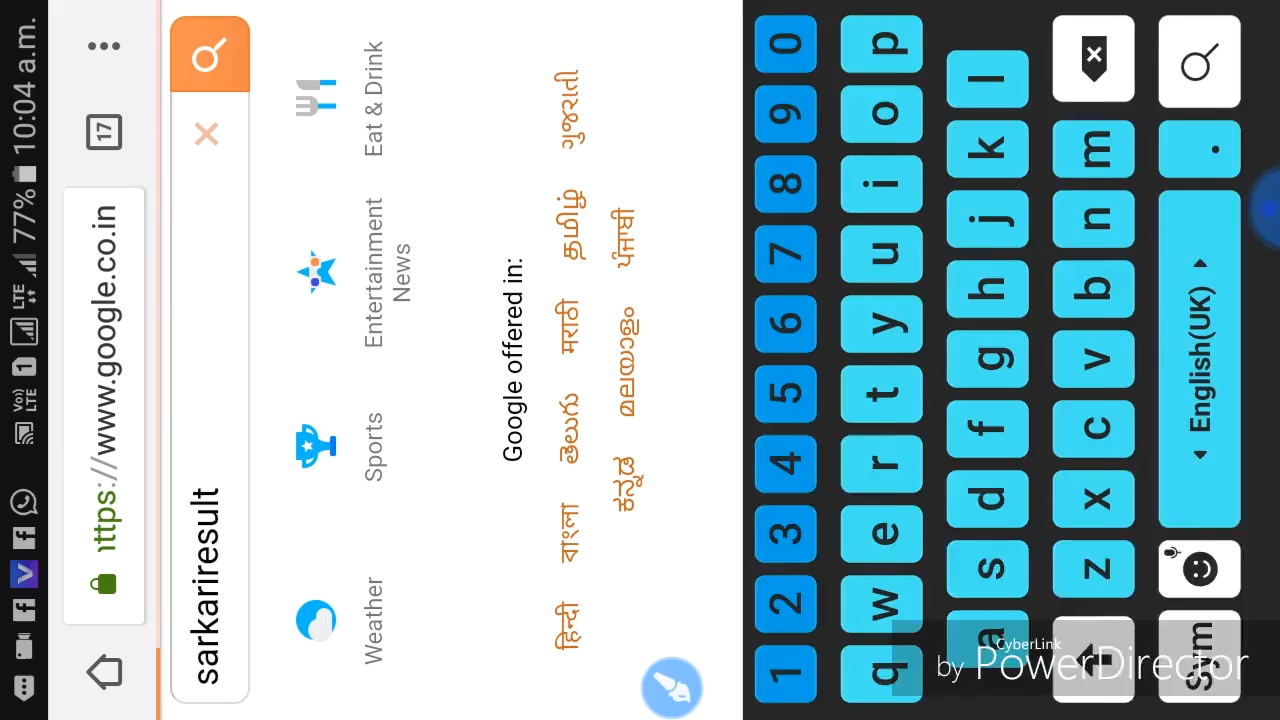 VoLTE 1 LTE 77% 10:04 a.m.
https://www.google.co.in
17
sarkariresult
Weather
Sports
Entertainment
News
Eat & Drink
Google offered in:
हिन्दी বাংলা తెలుగు मराठी தமிழ் ગુજરાતી
ಕನ್ನಡ മലയാളം ਪੰਜਾਬੀ
1 2 3 4 5 6 7 8 9 0
q w e r t y u i o p
a s d f g h j k l
z x c v b n m
Sym English(UK) .
CyberLink
by PowerDirector